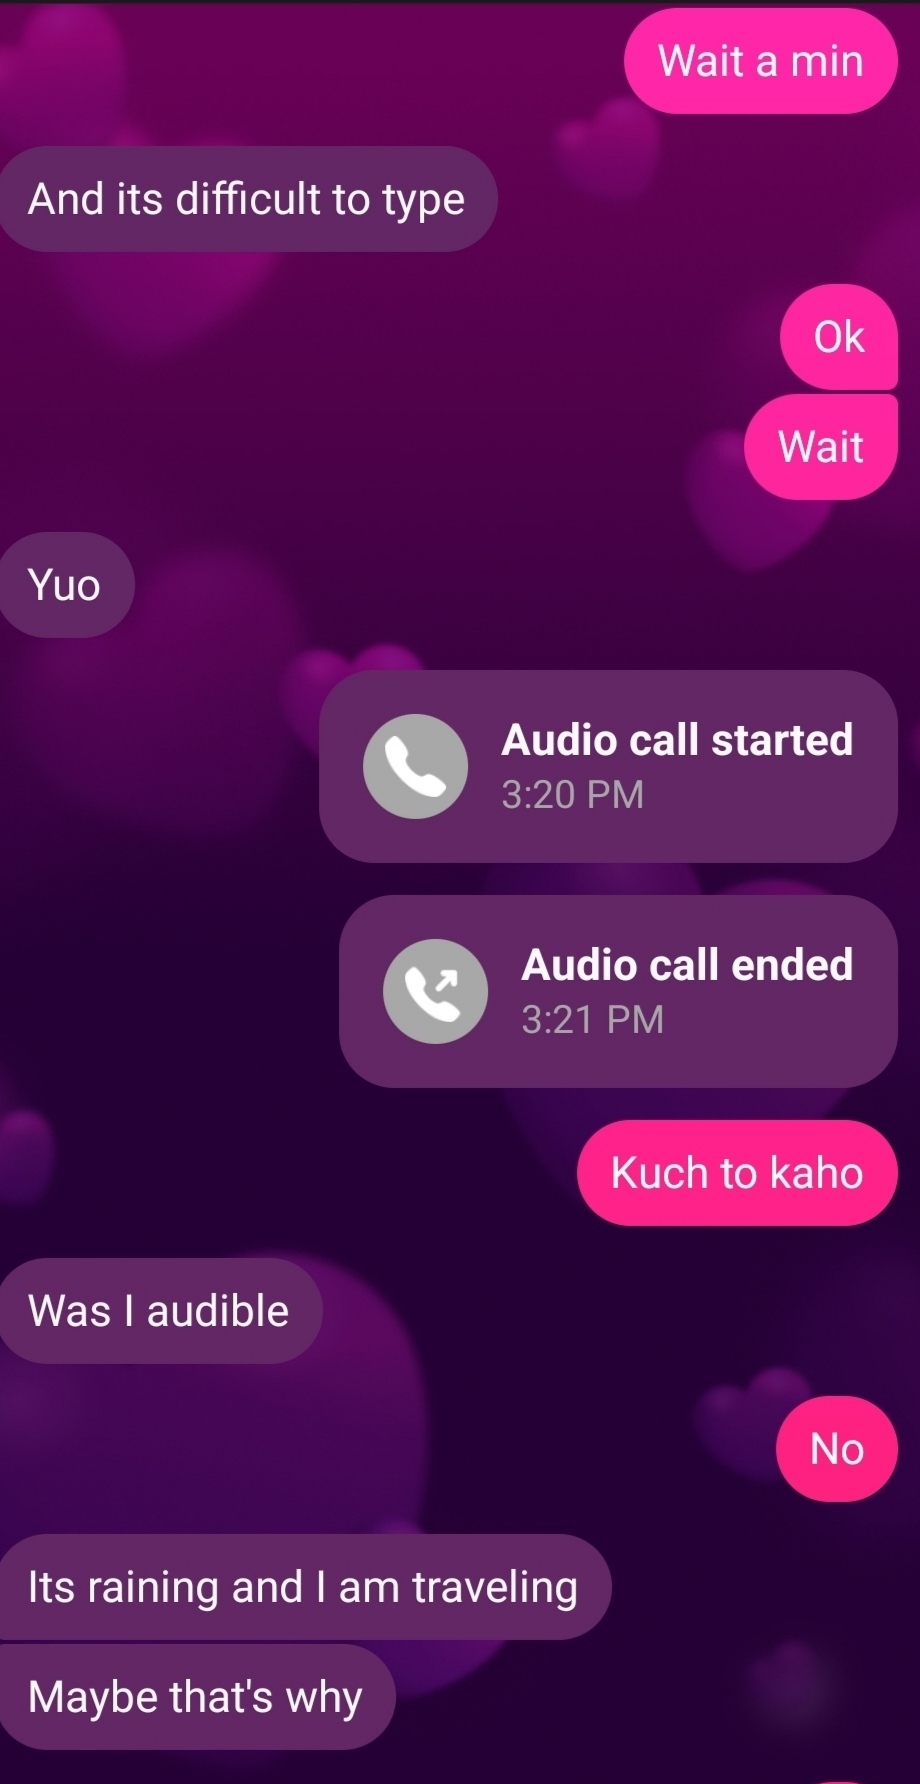 Wait a min
And its difficult to type
Ok
Wait
Yuo
Audio call started
3:20 PM
Audio call ended
3:21 PM
Kuch to kaho
Was I audible
No
Its raining and I am traveling
Maybe that's why